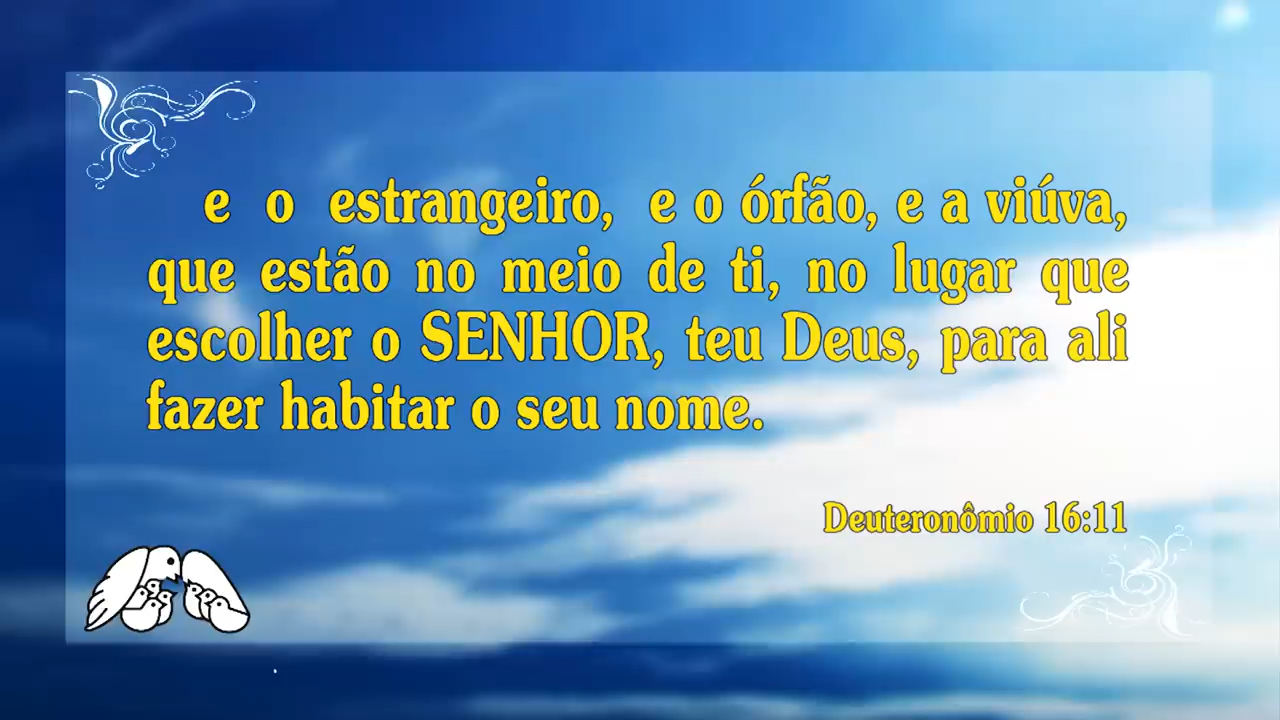 e o estrangeiro, e o órfão, e a viúva,
que estão no meio de ti, no lugar que
escolher o SENHOR, teu Deus, para ali
fazer habitar o seu nome.
Deuteronômio 16:11